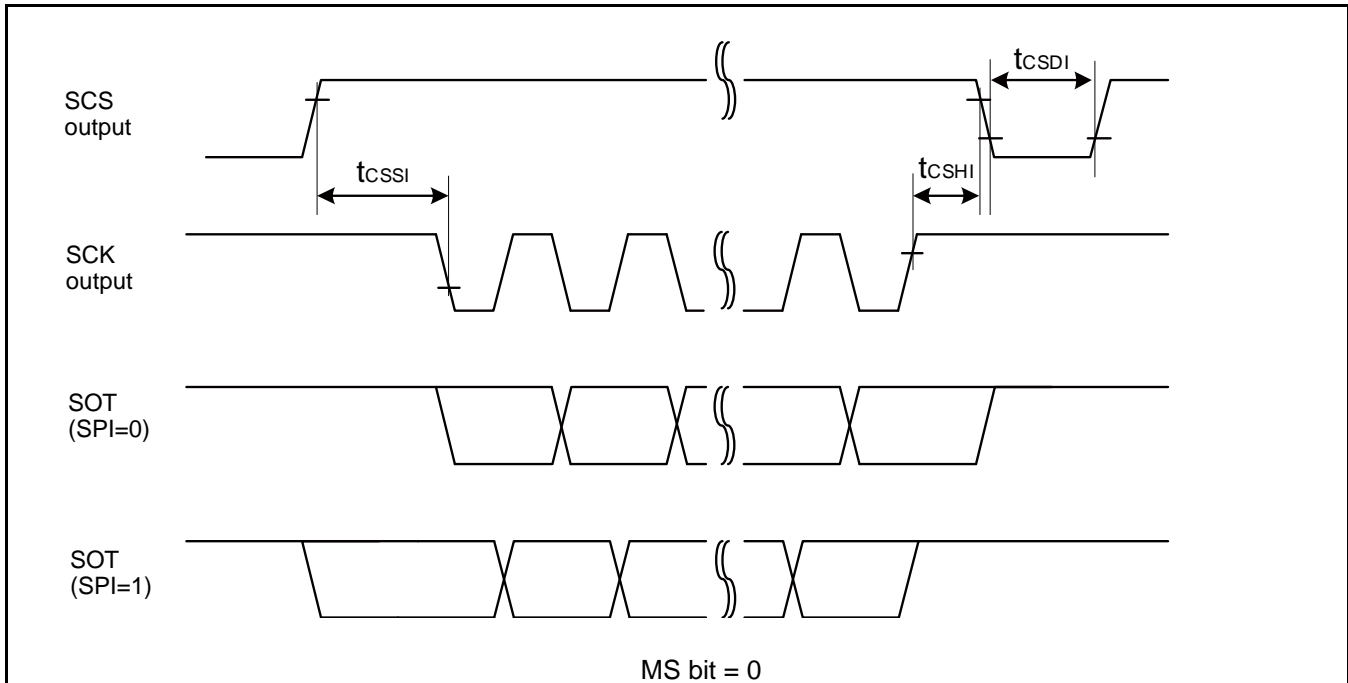 tCSDI
SCS
output
tCSSI
tCSHI
SCK
output
SOT
(SPI=0)
SOT
(SPI=1)
MS bit = 0